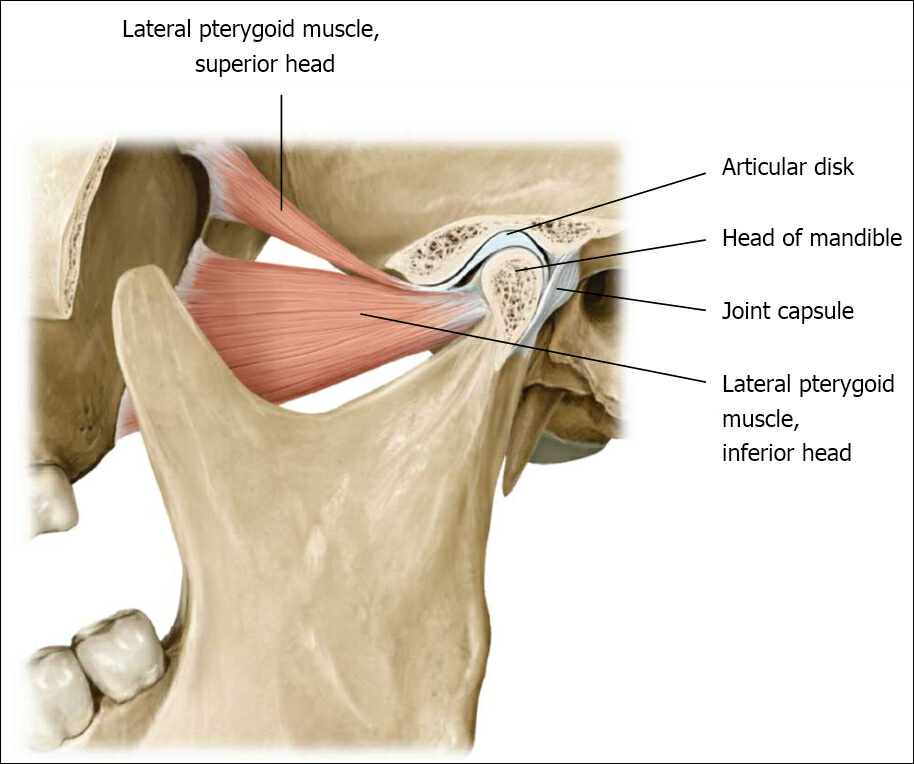 Lateral pterygoid muscle,
superior head
Articular disk
Head of mandible
Joint capsule
Lateral pterygoid
muscle,
inferior head